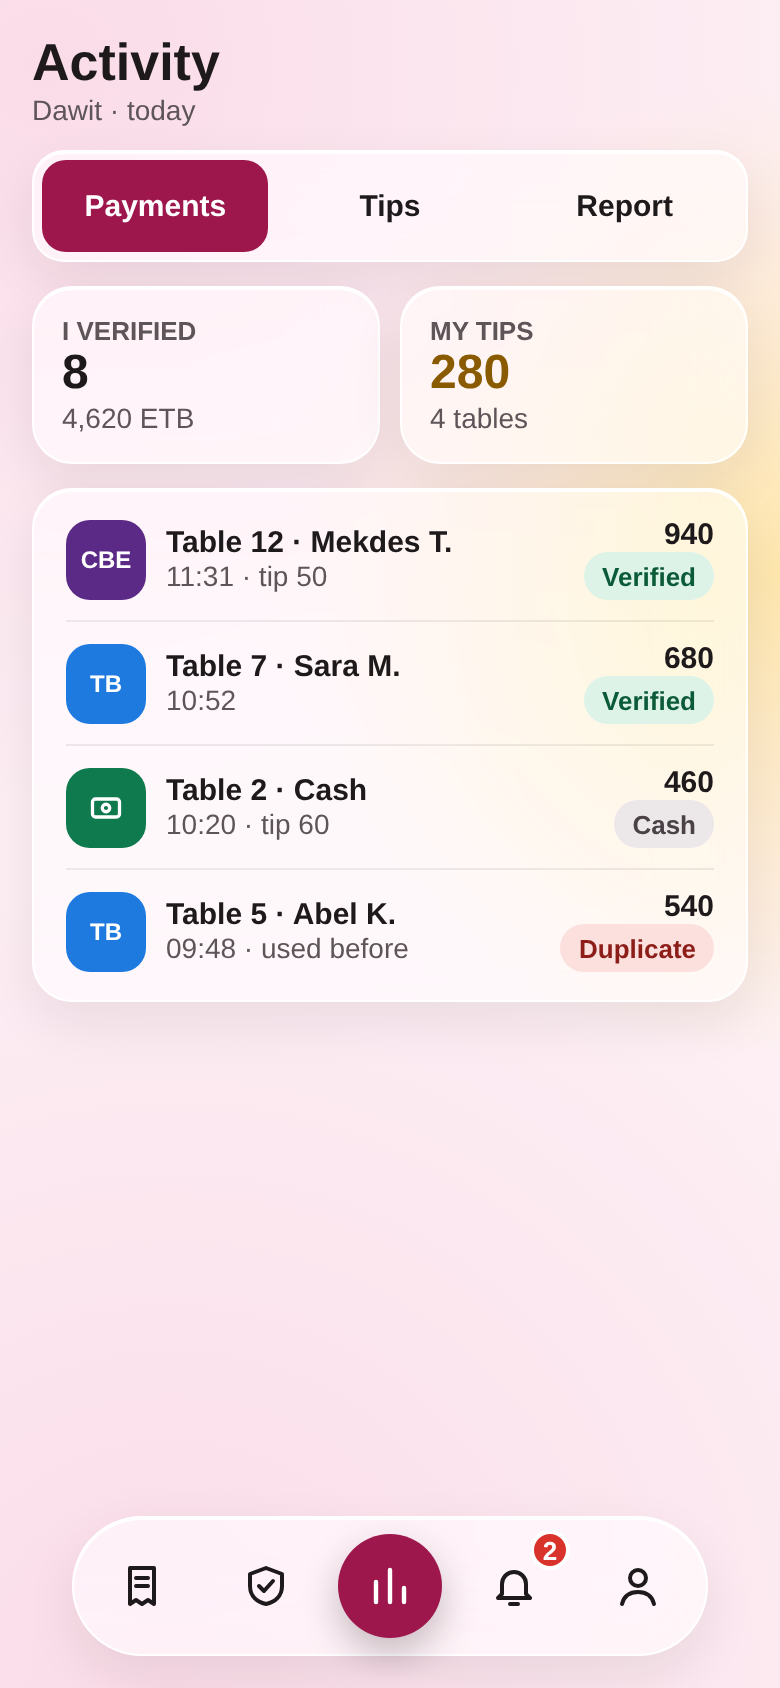 Activity
Dawit · today
Payments
Tips
Report
I VERIFIED
8
4,620 ETB
MY TIPS
280
4 tables
CBE
Table 12 · Mekdes T.
11:31 · tip 50
940
Verified
TB
Table 7 · Sara M.
10:52
680
Verified
Table 2 · Cash
10:20 · tip 60
460
Cash
TB
Table 5 · Abel K.
09:48 · used before
540
Duplicate
2